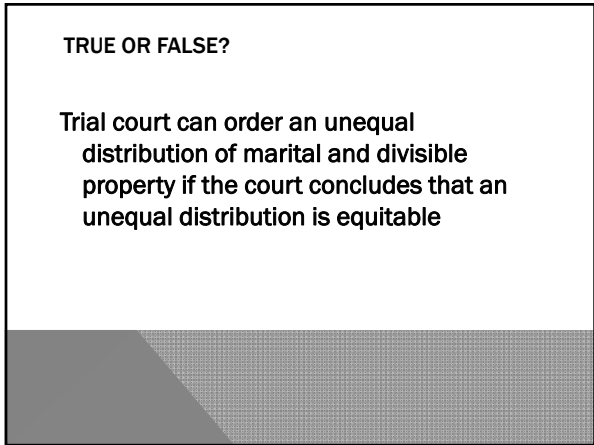 TRUE OR FALSE?
Trial court can order an unequal
distribution of marital and divisible
property if the court concludes that an
unequal distribution is equitable